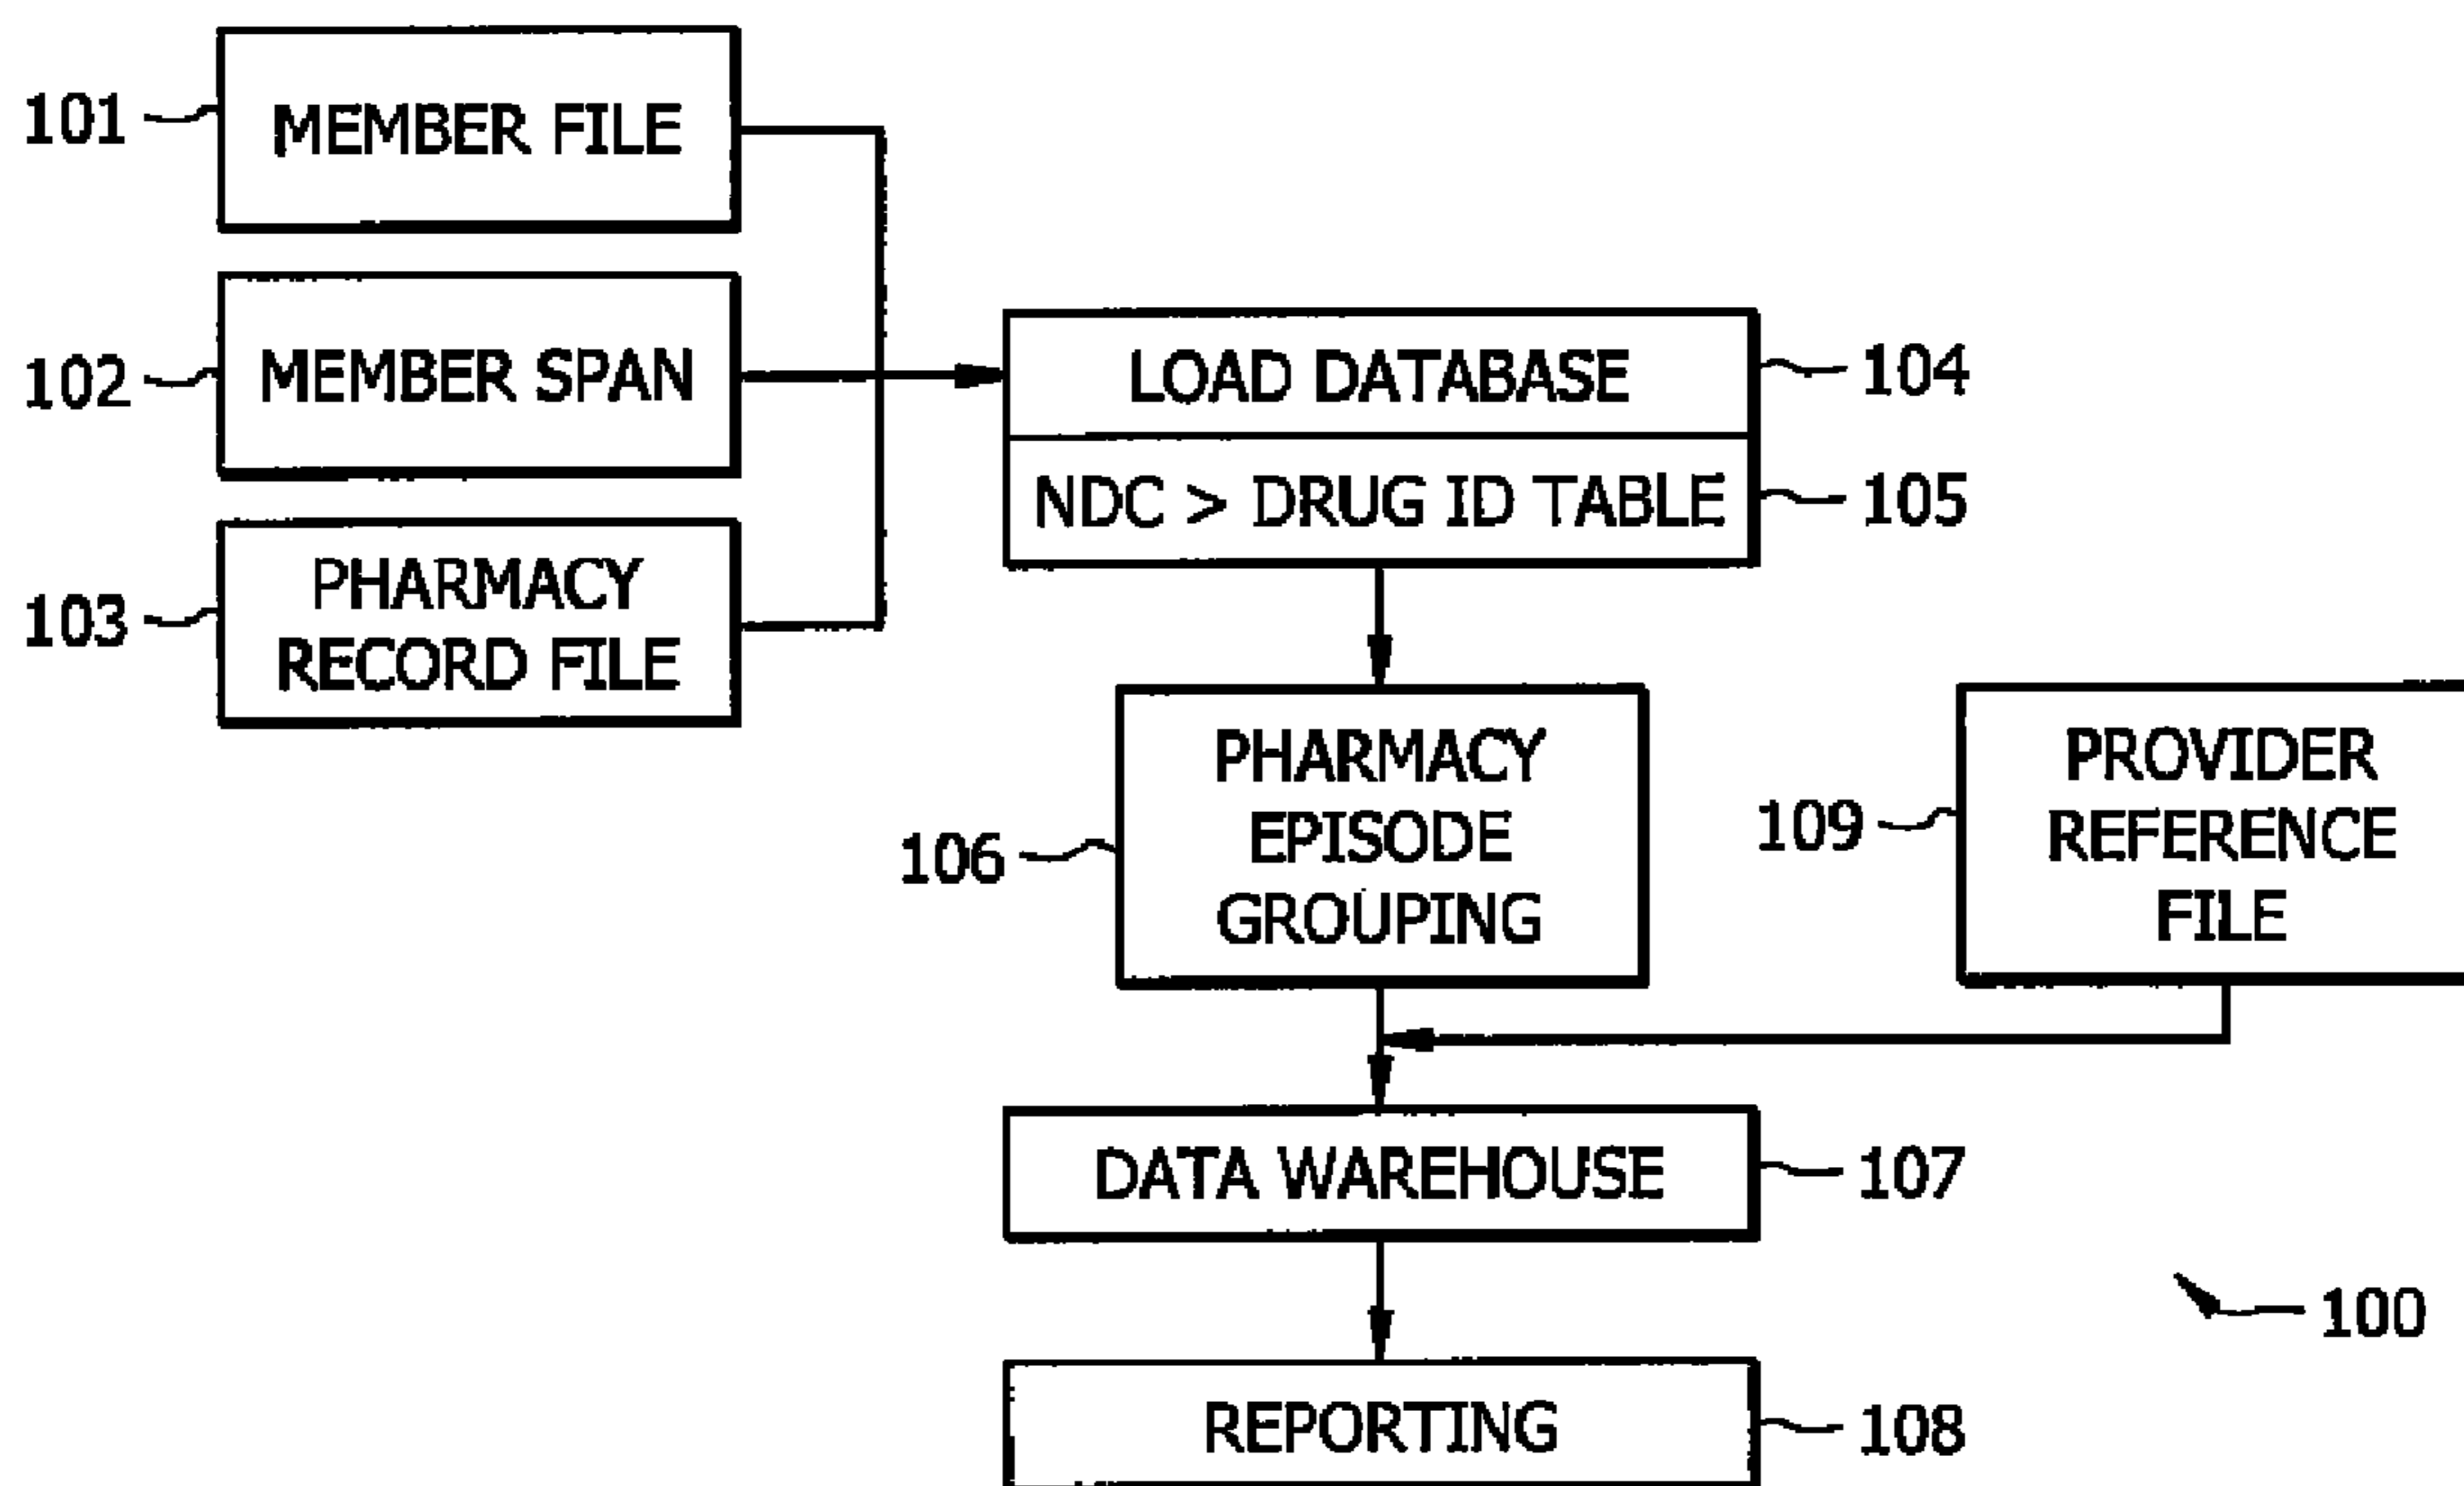 101
MEMBER FILE
102
MEMBER SPAN
103
PHARMACY
RECORD FILE
LOAD DATABASE
104
NDC > DRUG ID TABLE
105
106
PHARMACY
EPISODE
GROUPING
109
PROVIDER
REFERENCE
FILE
DATA WAREHOUSE
107
100
REPORTING
108